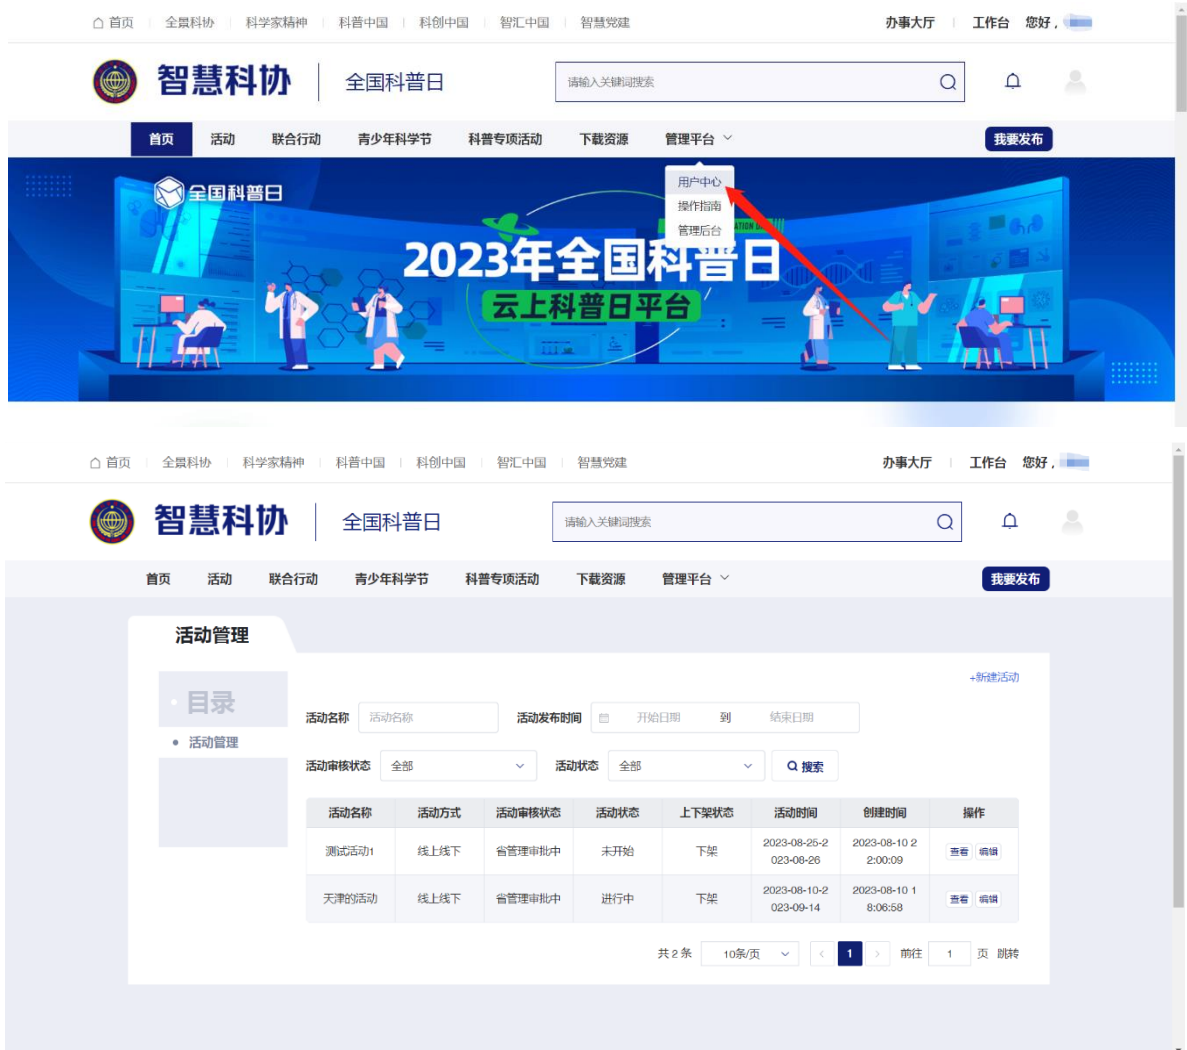 首页 全景科协 科学家精神 科普中国 科创中国 智汇中国 智慧党建 办事大厅 工作台 您好，
智慧科协 全国科普日 请输入关键词搜索
首页 活动 联合行动 青少年科学节 科普专项活动 下载资源 管理平台 我要发布
用户中心
全国科普日
操作指南
管理后台
2023年全国科普日
云上科普日平台
首页 全景科协 科学家精神 科普中国 科创中国 智汇中国 智慧党建 办事大厅 工作台 您好，
智慧科协 全国科普日 请输入关键词搜索
首页 活动 联合行动 青少年科学节 科普专项活动 下载资源 管理平台 我要发布
活动管理
+新建活动
目录
活动名称 活动名称 活动发布时间 开始日期 到 结束日期
活动管理
活动审核状态 全部 活动状态 全部 搜索
活动名称 活动方式 活动审核状态 活动状态 上下架状态 活动时间 创建时间 操作
测试活动1 线上线下 省管理审批中 未开始 下架 2023-08-25-2023-08-26 2023-08-10 22:00:09 查看 编辑
天津的活动 线上线下 省管理审批中 进行中 下架 2023-08-10-2023-09-14 2023-08-10 18:06:58 查看 编辑
共 2 条 10条/页 < 1 > 前往 1 页 跳转